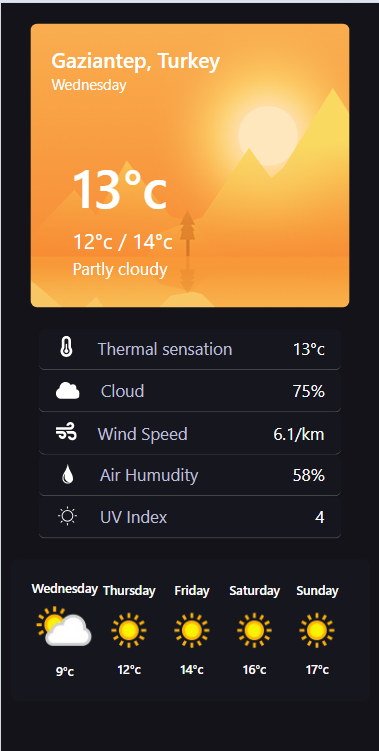 Gaziantep, Turkey
Wednesday
13°c
12°c / 14°c
Partly cloudy
Thermal sensation 13°c
Cloud 75%
Wind Speed 6.1/km
Air Humudity 58%
UV Index 4
Wednesday Thursday Friday Saturday Sunday
9°c 12°c 14°c 16°c 17°c